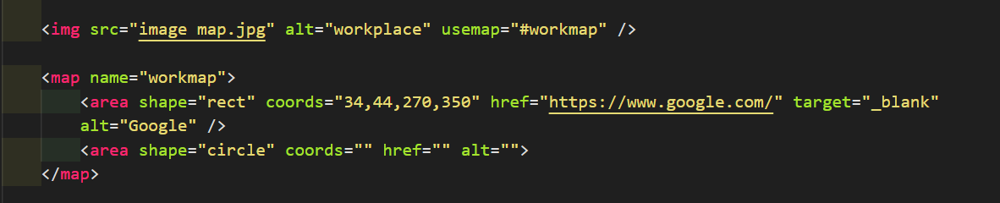 <img src="image map.jpg" alt="workplace" usemap="#workmap" />
<map name="workmap">
<area shape="rect" coords="34,44,270,350" href="https://www.google.com/" target="_blank"
alt="Google" />
<area shape="circle" coords="" href="" alt="">
</map>